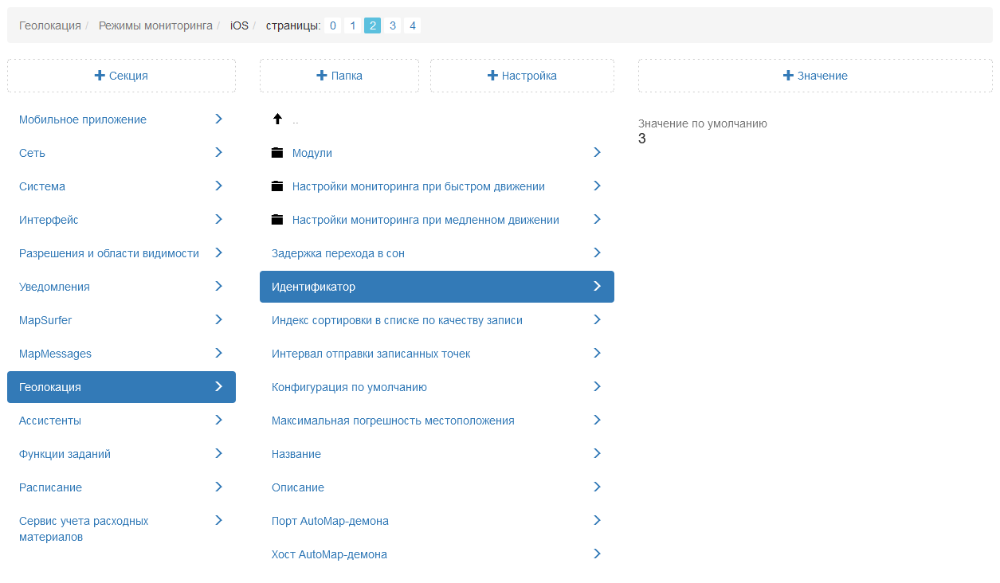 Геолокация / Режимы мониторинга / iOS / страницы: 0 1 2 3 4
Секция
Папка
Настройка
Значение
Мобильное приложение
Сеть
Система
Интерфейс
Разрешения и области видимости
Уведомления
MapSurfer
MapMessages
Геолокация
Ассистенты
Функции заданий
Расписание
Сервис учета расходных
материалов
..
Модули
Настройки мониторинга при быстром движении
Настройки мониторинга при медленном движении
Задержка перехода в сон
Идентификатор
Индекс сортировки в списке по качеству записи
Интервал отправки записанных точек
Конфигурация по умолчанию
Максимальная погрешность местоположения
Название
Описание
Порт AutoMap-демона
Хост AutoMap-демона
Значение по умолчанию
3